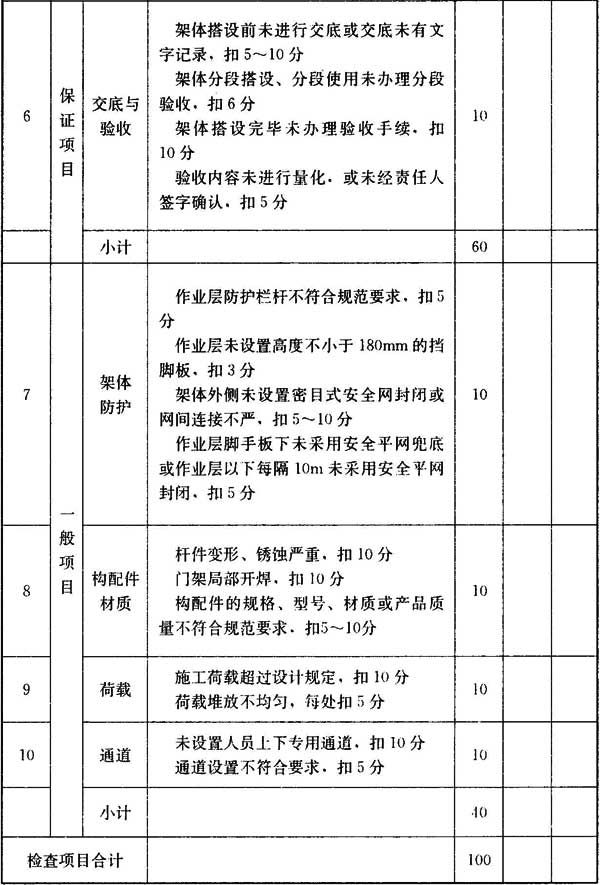 架体搭设前未进行交底或交底未有文
字记录，扣5～10分
架体分段搭设、分段使用未办理分段
验收，扣6分
架体搭设完毕未办理验收手续，扣
10分
验收内容未进行量化，或未经责任人
签字确认，扣5分
6
保证项目
交底与
验收
10
小计
60
作业层防护栏杆不符合规范要求，扣5
分
作业层未设置高度不小于180mm的挡
脚板，扣3分
架体外侧未设置密目式安全网封闭或
网间连接不严，扣5～10分
作业层脚手板下未采用安全平网兜底
或作业层以下每隔10m未采用安全平网
封闭，扣5分
7
架体
防护
10
一般项目
8
构配件
材质
杆件变形、锈蚀严重，扣10分
门架局部开焊，扣10分
构配件的规格、型号、材质或产品质
量不符合规范要求，扣5～10分
10
9
荷载
施工荷载超过设计规定，扣10分
荷载堆放不均匀，每处扣5分
10
10
通道
未设置人员上下专用通道，扣10分
通道设置不符合要求，扣5分
10
小计
40
检查项目合计
100